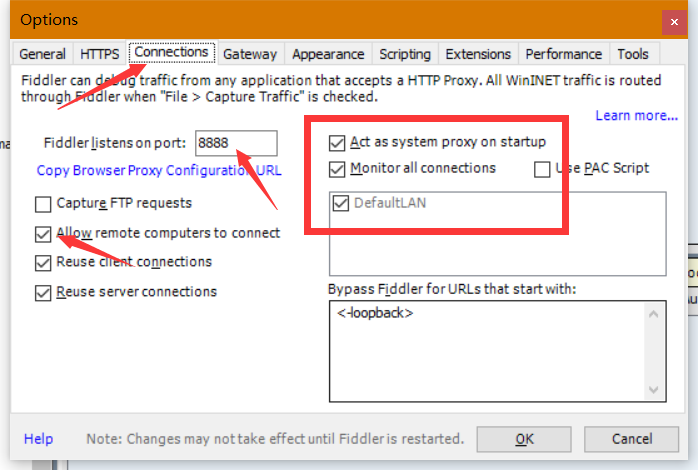 Options
General HTTPS Connections Gateway Appearance Scripting Extensions Performance Tools
Fiddler can debug traffic from any application that accepts a HTTP Proxy. All WinINET traffic is routed
through Fiddler when "File > Capture Traffic" is checked.
Learn more...
Fiddler listens on port: 8888
Copy Browser Proxy Configuration URL
Capture FTP requests
Allow remote computers to connect
Reuse client connections
Reuse server connections
Act as system proxy on startup
Monitor all connections Use PAC Script
DefaultLAN
Bypass Fiddler for URLs that start with:
<-loopback>
Help Note: Changes may not take effect until Fiddler is restarted. OK Cancel